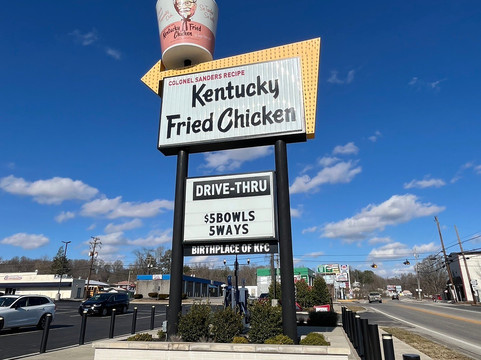 Kentucky
Fried Chicken
COLONEL SANDERS RECIPE
Kentucky
Fried Chicken
DRIVE-THRU
$5BOWLS
5WAYS
BIRTHPLACE OF KFC